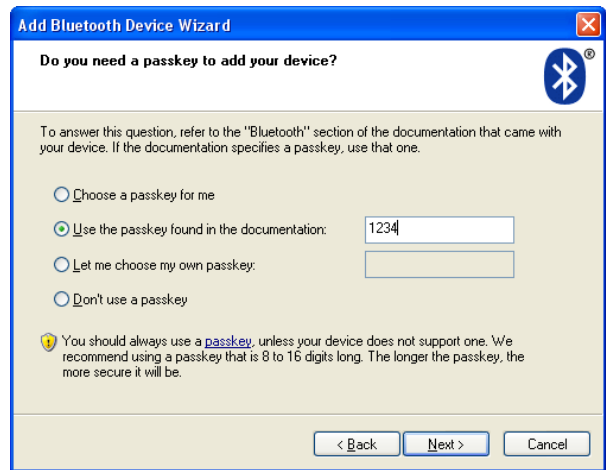 Add Bluetooth Device Wizard
Do you need a passkey to add your device?
®
To answer this question, refer to the "Bluetooth" section of the documentation that came with
your device. If the documentation specifies a passkey, use that one.
Choose a passkey for me
Use the passkey found in the documentation: 1234
Let me choose my own passkey:
Don't use a passkey
You should always use a passkey, unless your device does not support one. We
recommend using a passkey that is 8 to 16 digits long. The longer the passkey, the
more secure it will be.
< Back Next > Cancel